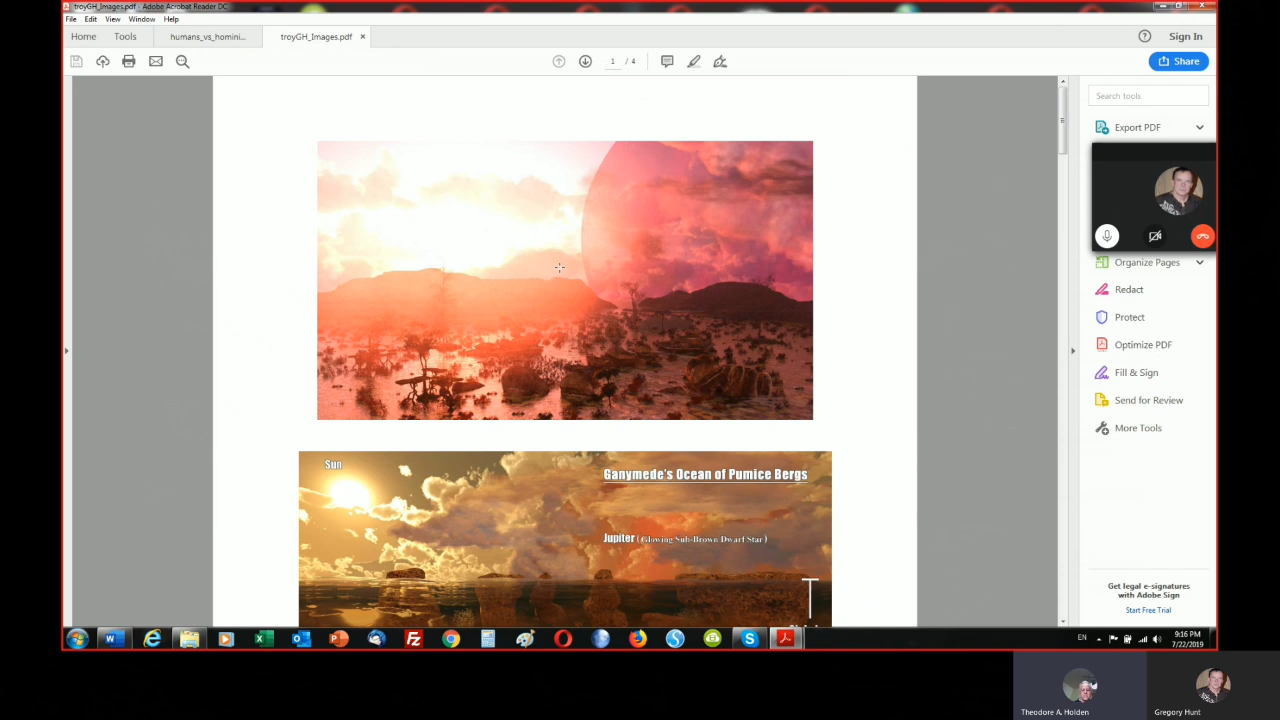 troyGH_Images.pdf - Adobe Acrobat Reader DC
File Edit View Window Help
Home Tools humans_vs_homini... troyGH_Images.pdf ×
? Sign In
1 / 4
Share
Search tools
Export PDF
Organize Pages
Redact
Protect
Optimize PDF
Fill & Sign
Send for Review
More Tools
Sun
Ganymede's Ocean of Pumice Bergs
Jupiter (Glowing Sub-Brown Dwarf Star)
Get legal e-signatures
with Adobe Sign
Start Free Trial
EN
9:16 PM
7/22/2019
Theodore A. Holden
Gregory Hunt